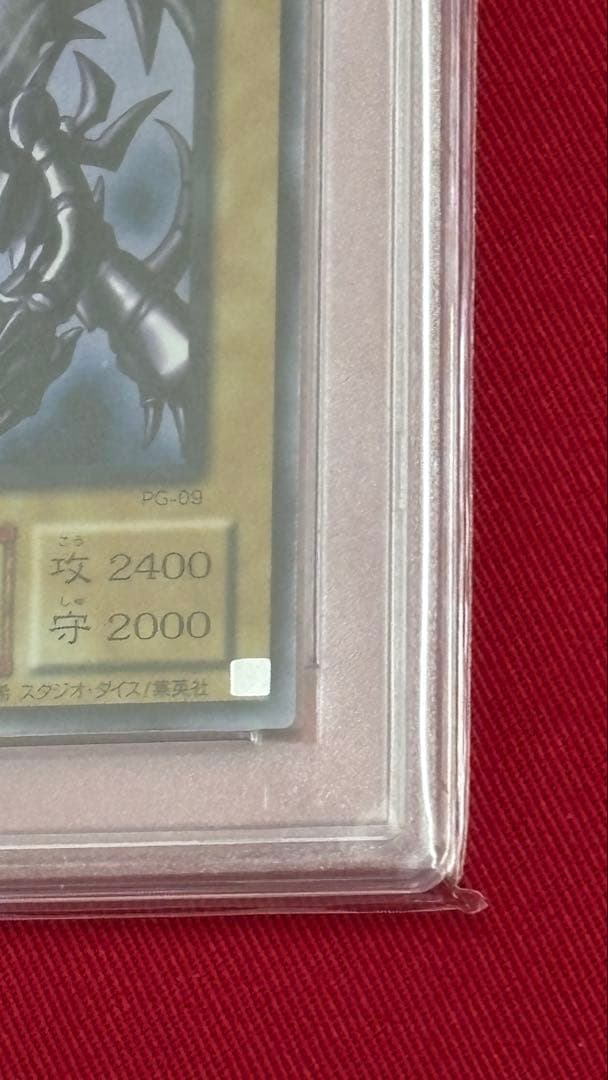 PG-09
こう
攻 2400
しゅ
守 2000
スタジオ・ダイス/集英社